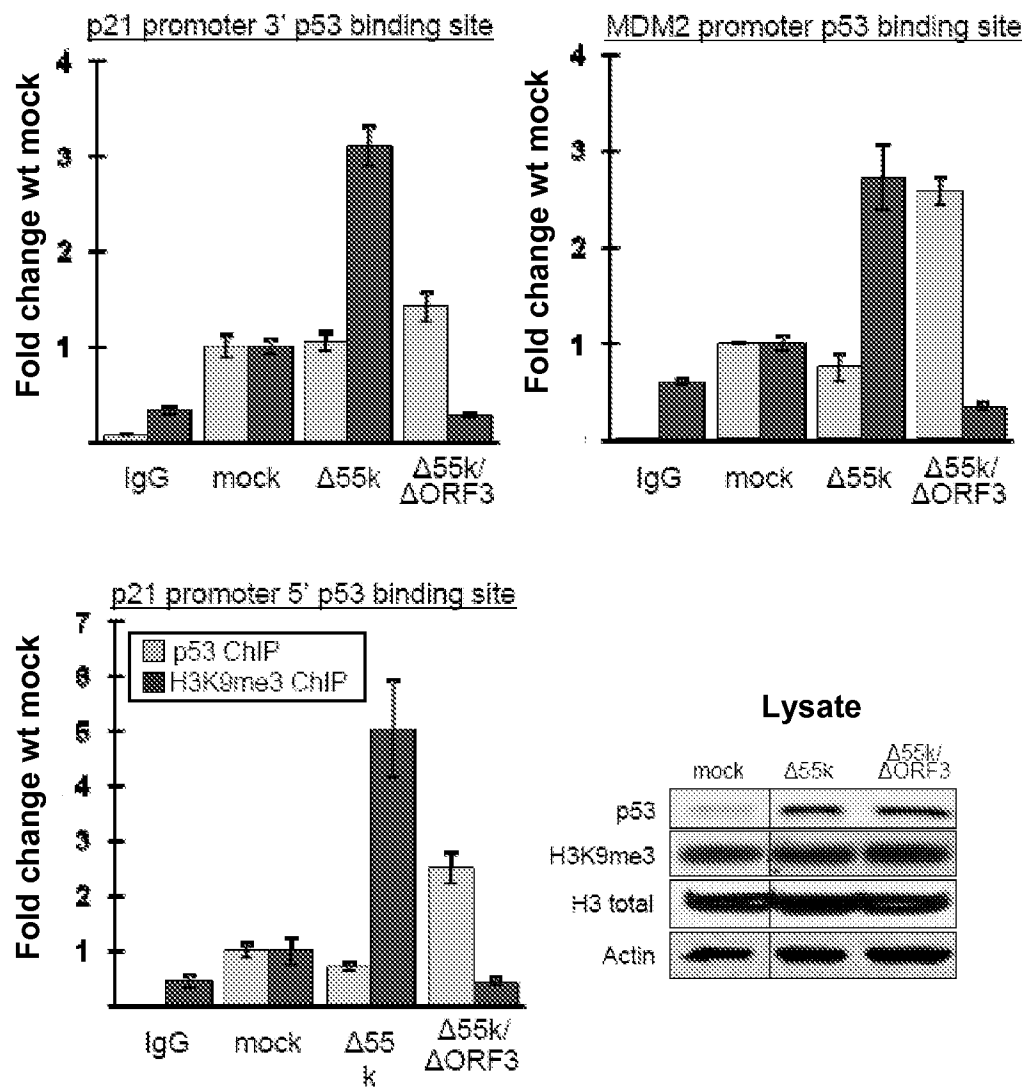 p21 promoter 3' p53 binding site
Fold change wt mock
4
3
2
1
IgG mock Δ55k Δ55k/
ΔORF3
MDM2 promoter p53 binding site
Fold change wt mock
4
3
2
1
IgG mock Δ55k Δ55k/
ΔORF3
p21 promoter 5' p53 binding site
Fold change wt mock
7
6
5
4
3
2
1
p53 ChIP
H3K9me3 ChIP
IgG mock Δ55 Δ55k/
k ΔORF3
Lysate
mock Δ55k Δ55k/
ΔORF3
p53
H3K9me3
H3 total
Actin